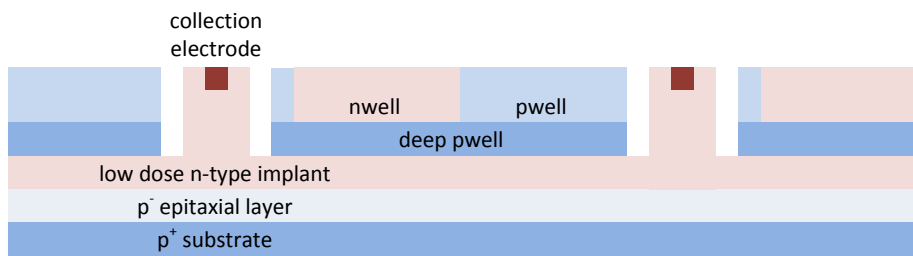 collection
electrode
nwell
pwell
deep pwell
low dose n-type implant
p⁻ epitaxial layer
p⁺ substrate